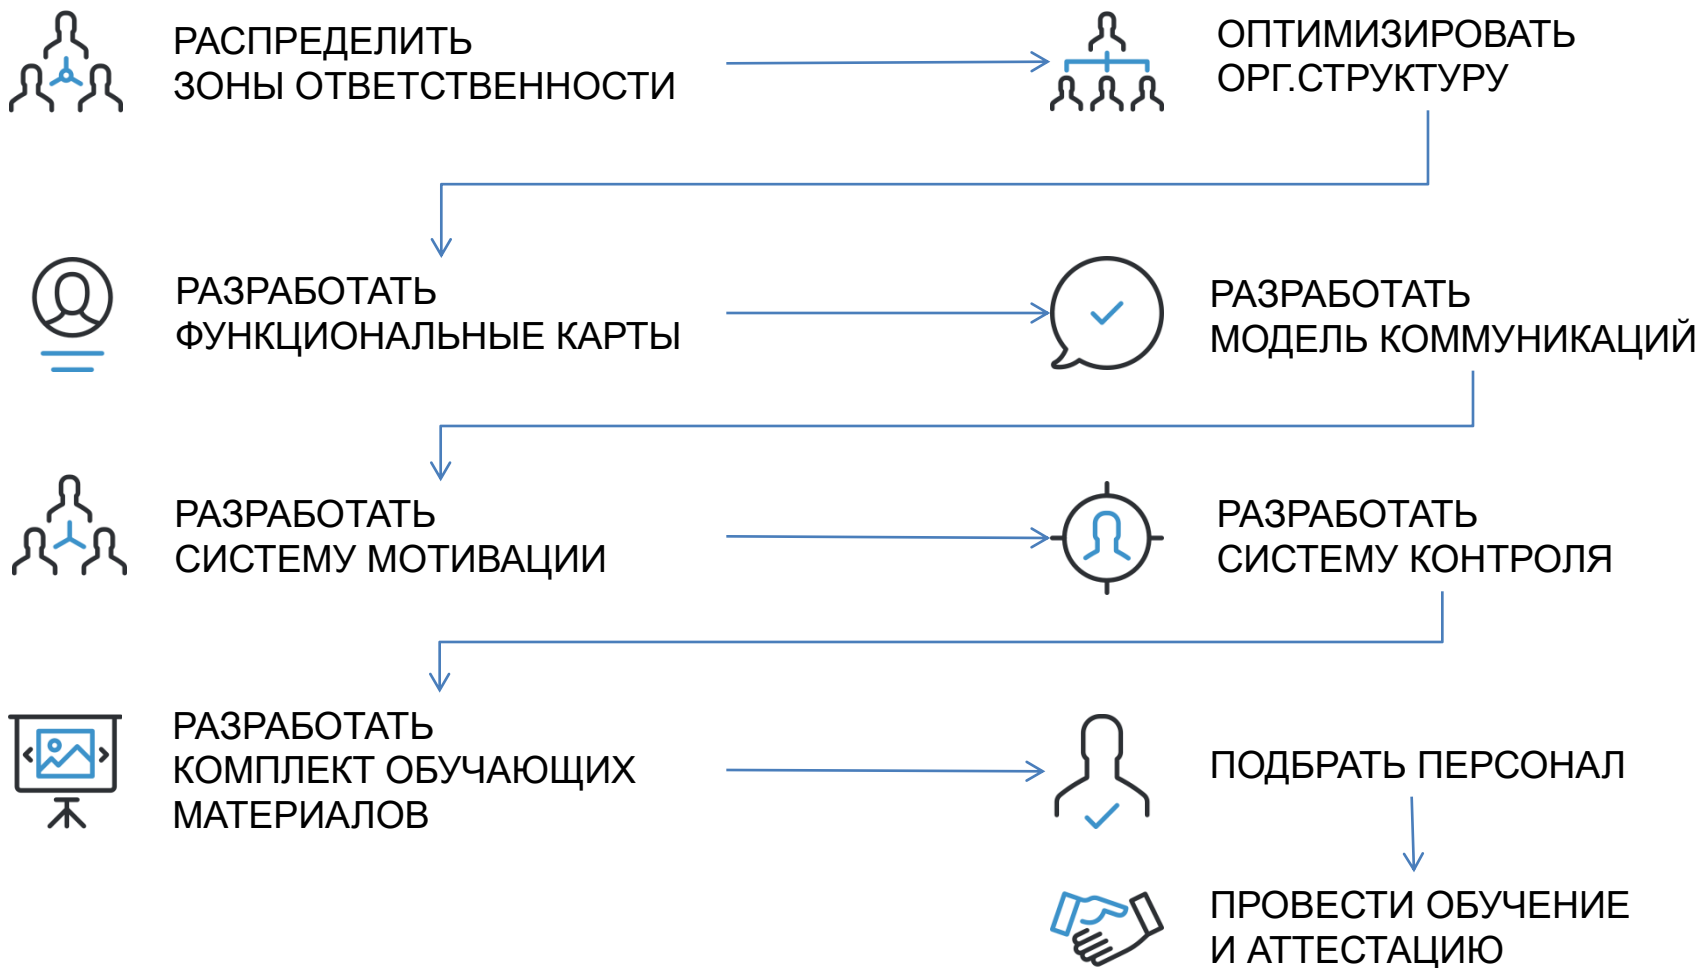 РАСПРЕДЕЛИТЬ
ЗОНЫ ОТВЕТСТВЕННОСТИ
ОПТИМИЗИРОВАТЬ
ОРГ.СТРУКТУРУ
РАЗРАБОТАТЬ
ФУНКЦИОНАЛЬНЫЕ КАРТЫ
РАЗРАБОТАТЬ
МОДЕЛЬ КОММУНИКАЦИЙ
РАЗРАБОТАТЬ
СИСТЕМУ МОТИВАЦИИ
РАЗРАБОТАТЬ
СИСТЕМУ КОНТРОЛЯ
РАЗРАБОТАТЬ
КОМПЛЕКТ ОБУЧАЮЩИХ
МАТЕРИАЛОВ
ПОДБРАТЬ ПЕРСОНАЛ
ПРОВЕСТИ ОБУЧЕНИЕ
И АТТЕСТАЦИЮ